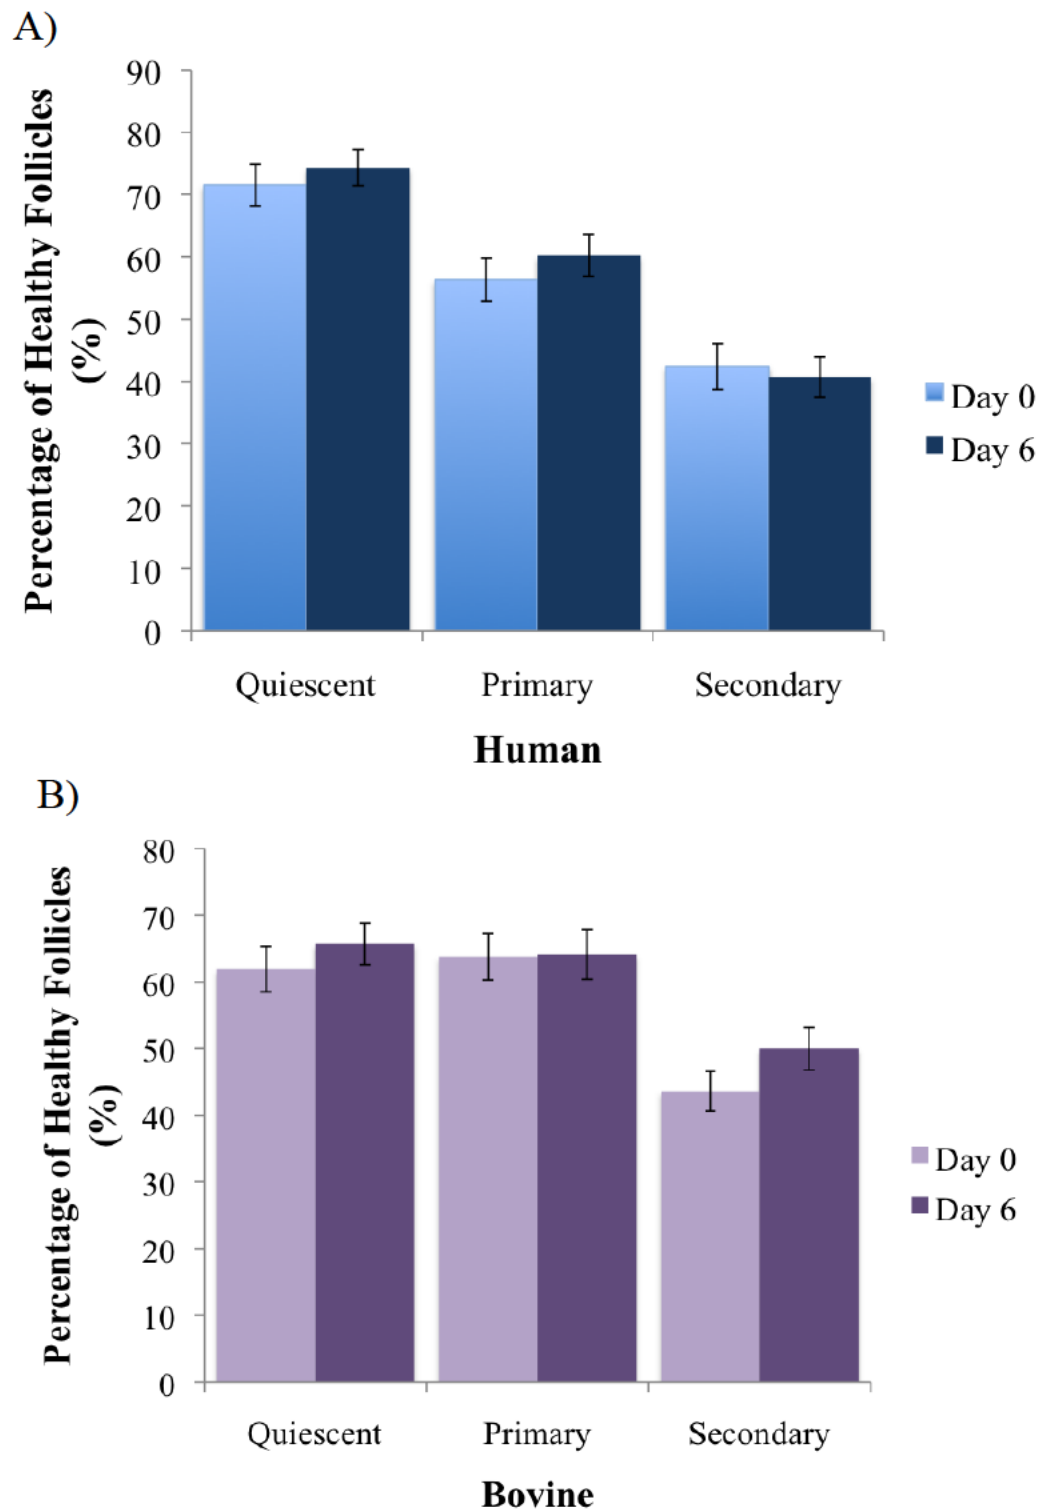 A)
Percentage of Healthy Follicles
(%)
90
80
70
60
50
40
30
20
10
0
Quiescent
Primary
Secondary
Human
Day 0
Day 6
B)
Percentage of Healthy Follicles
(%)
80
70
60
50
40
30
20
10
0
Quiescent
Primary
Secondary
Bovine
Day 0
Day 6